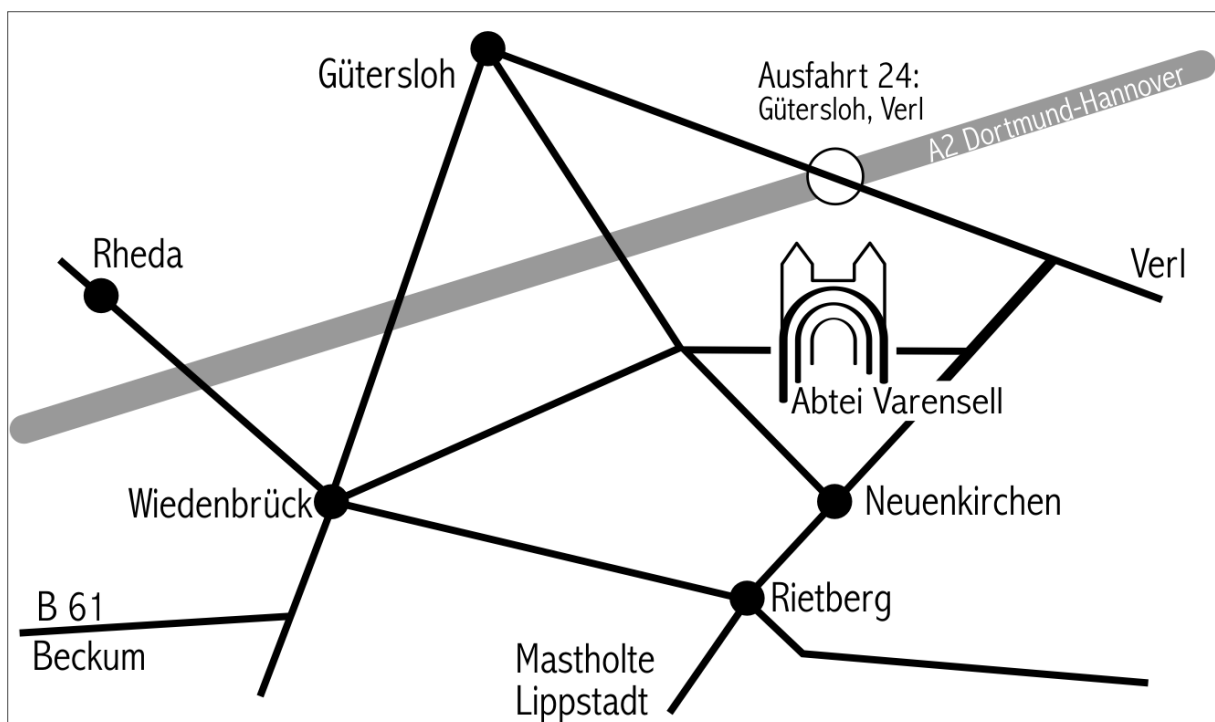 Gütersloh
Ausfahrt 24:
Gütersloh, Verl
A2 Dortmund-Hannover
Rheda
Verl
Abtei Varensell
Wiedenbrück
Neuenkirchen
B 61
Beckum
Rietberg
Mastholte
Lippstadt